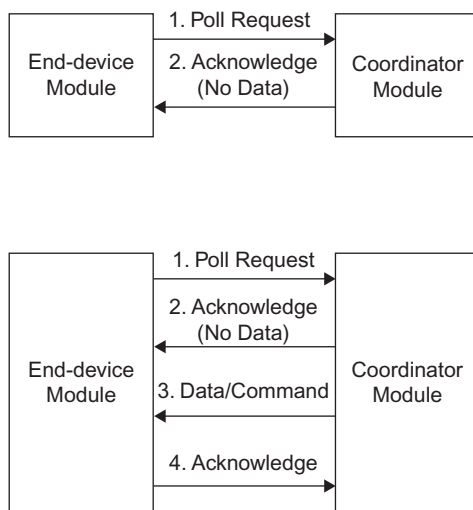 1. Poll Request
End-device
Module
2. Acknowledge
(No Data)
Coordinator
Module
1. Poll Request
2. Acknowledge
(No Data)
End-device
Module
3. Data/Command
Coordinator
Module
4. Acknowledge